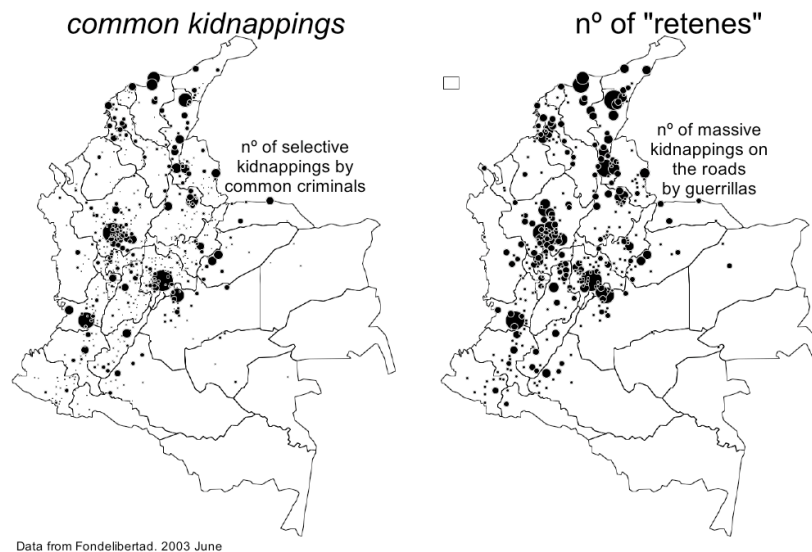 common kidnappings
nº of "retenes"
nº of selective
kidnappings by
common criminals
nº of massive
kidnappings on
the roads
by guerrillas
Data from Fondelibertad. 2003 June